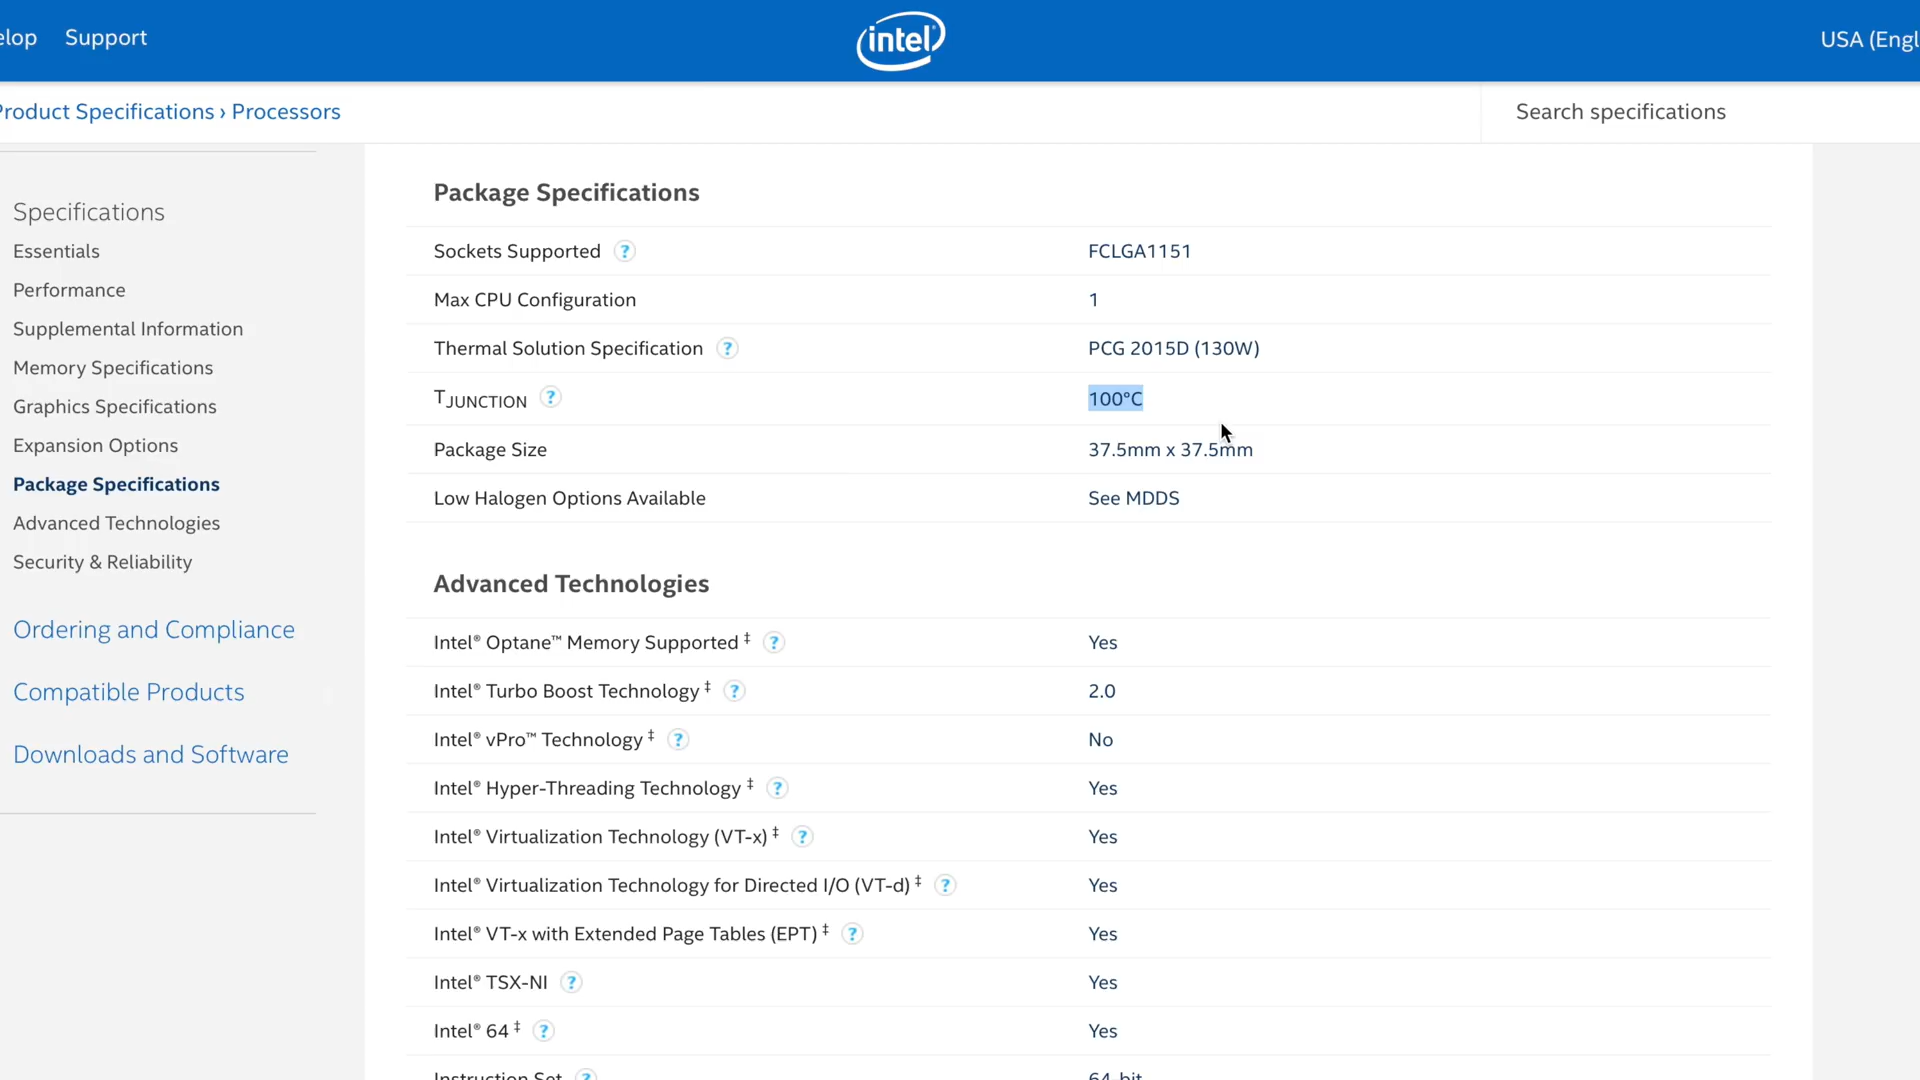 elop Support intel USA (Engl
Product Specifications › Processors Search specifications
Specifications
Essentials
Performance
Supplemental Information
Memory Specifications
Graphics Specifications
Expansion Options
Package Specifications
Advanced Technologies
Security & Reliability
Ordering and Compliance
Compatible Products
Downloads and Software
Package Specifications
Sockets Supported ? FCLGA1151
Max CPU Configuration 1
Thermal Solution Specification ? PCG 2015D (130W)
TJUNCTION ? 100°C
Package Size 37.5mm x 37.5mm
Low Halogen Options Available See MDDS
Advanced Technologies
Intel® Optane™ Memory Supported ‡ ? Yes
Intel® Turbo Boost Technology ‡ ? 2.0
Intel® vPro™ Technology ‡ ? No
Intel® Hyper-Threading Technology ‡ ? Yes
Intel® Virtualization Technology (VT-x) ‡ ? Yes
Intel® Virtualization Technology for Directed I/O (VT-d) ‡ ? Yes
Intel® VT-x with Extended Page Tables (EPT) ‡ ? Yes
Intel® TSX-NI ? Yes
Intel® 64 ‡ ? Yes
Instruction Set ? 64-bit